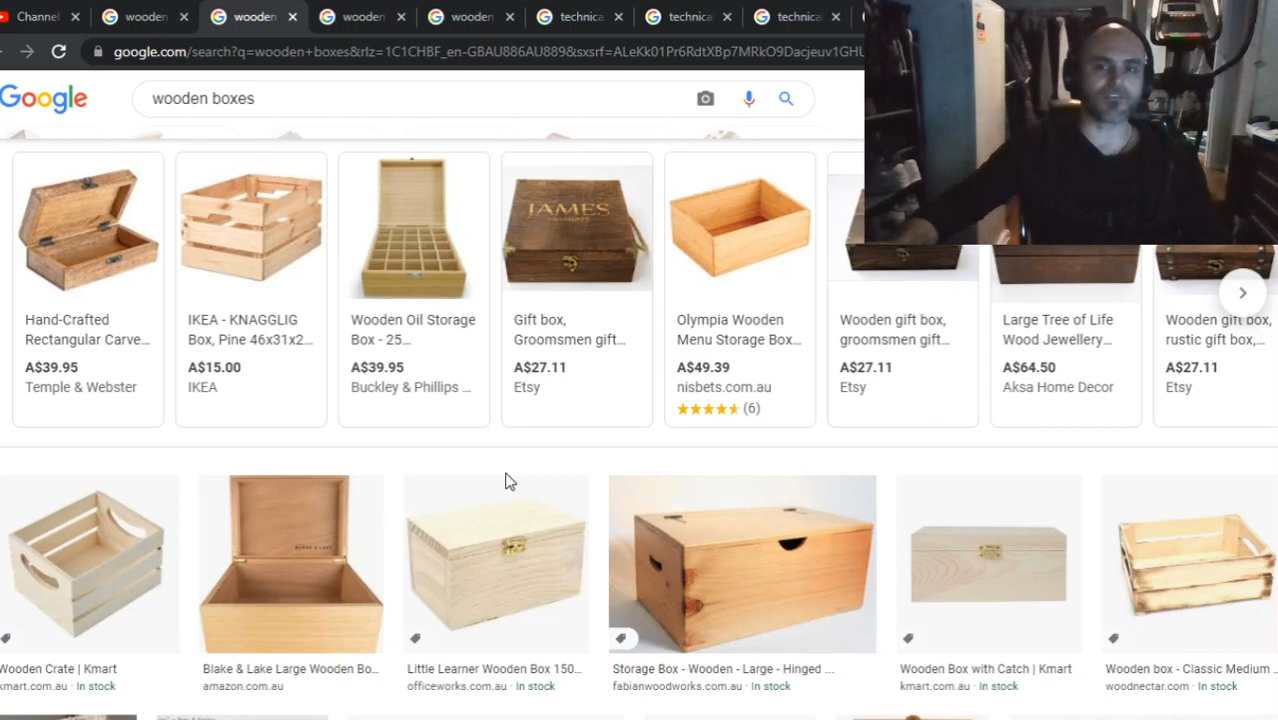 Channel
wooden
wooden
wooden
wooden
technica
technica
technica
google.com/search?q=wooden+boxes&rlz=1C1CHBF_en-GBAU886AU889&sxsrf=ALeKk01Pr6RdtXBp7MRkO9Dacjeuv1GHU
Google
wooden boxes
JAMES
Hand-Crafted
Rectangular Carve...
A$39.95
Temple & Webster
IKEA - KNAGGLIG
Box, Pine 46x31x2...
A$15.00
IKEA
Wooden Oil Storage
Box - 25...
A$39.95
Buckley & Phillips ...
Gift box,
Groomsmen gift...
A$27.11
Etsy
Olympia Wooden
Menu Storage Box...
A$49.39
nisbets.com.au
(6)
Wooden gift box,
groomsmen gift...
A$27.11
Etsy
Large Tree of Life
Wood Jewellery...
A$64.50
Aksa Home Decor
Wooden gift box,
rustic gift box,...
A$27.11
Etsy
Wooden Crate | Kmart
kmart.com.au · In stock
Blake & Lake Large Wooden Bo...
amazon.com.au
Little Learner Wooden Box 150...
officeworks.com.au · In stock
Storage Box - Wooden - Large - Hinged ...
fabianwoodworks.com.au · In stock
Wooden Box with Catch | Kmart
kmart.com.au · In stock
Wooden box - Classic Medium ...
woodnectar.com · In stock